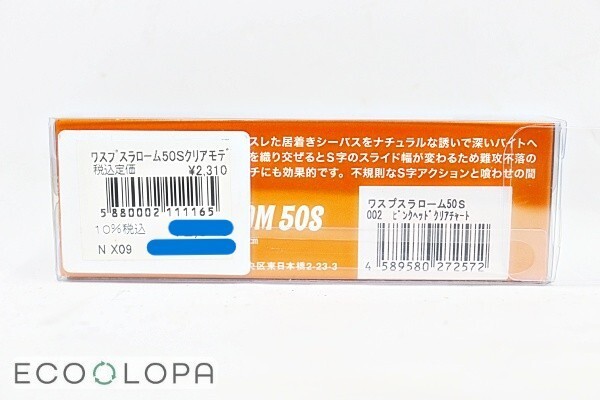 ワスプスラローム50Sクリアモデ
税込定価 ¥2,310
5 880002 111165
10%税込
N X09
スした居着きシーバスをナチュラルな誘いで深いバイトへ
を織り交ぜるとS字のスライド幅が変わるため難攻不落の
チにも効果的です。不規則なS字アクションと喰わせの間
OM 50S
ワスプスラローム50S
002 ピンクヘッドクリアチャート
4 589580 272572
区東日本橋2-23-3
ECOOLOPA